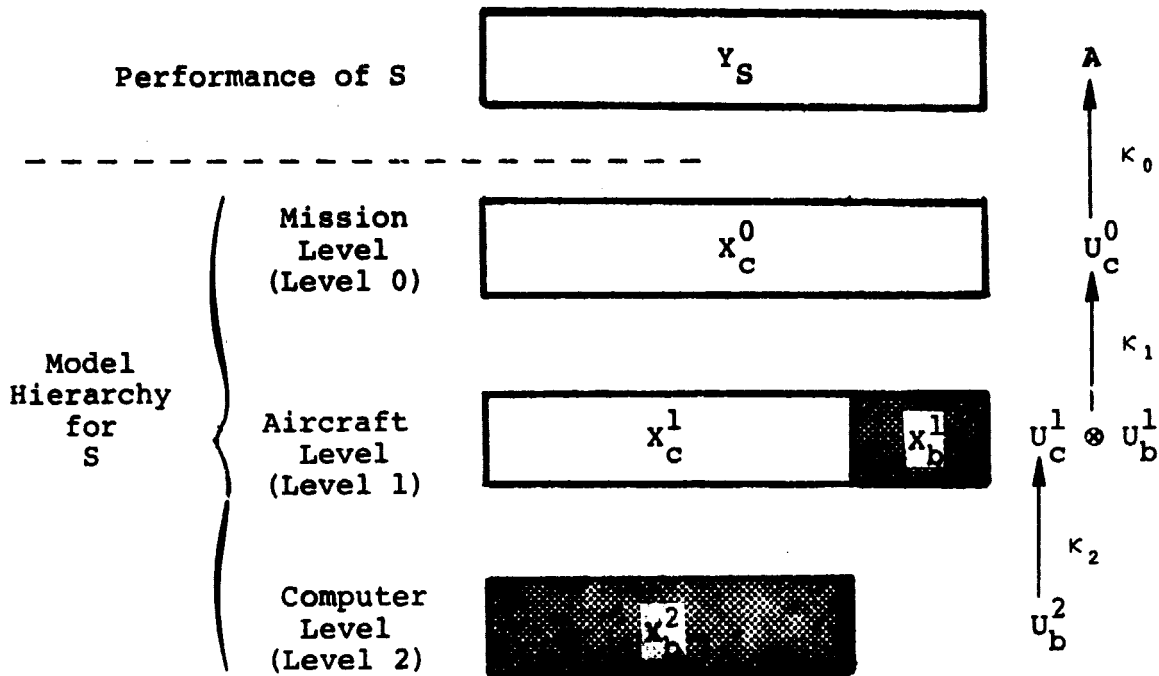 Performance of S
Y_S
A
κ_0
Mission
Level
(Level 0)
X_c^0
U_c^0
κ_1
Model
Hierarchy
for
S
Aircraft
Level
(Level 1)
X_c^1
X_b^1
U_c^1 ⊗ U_b^1
κ_2
Computer
Level
(Level 2)
X_b^2
U_b^2